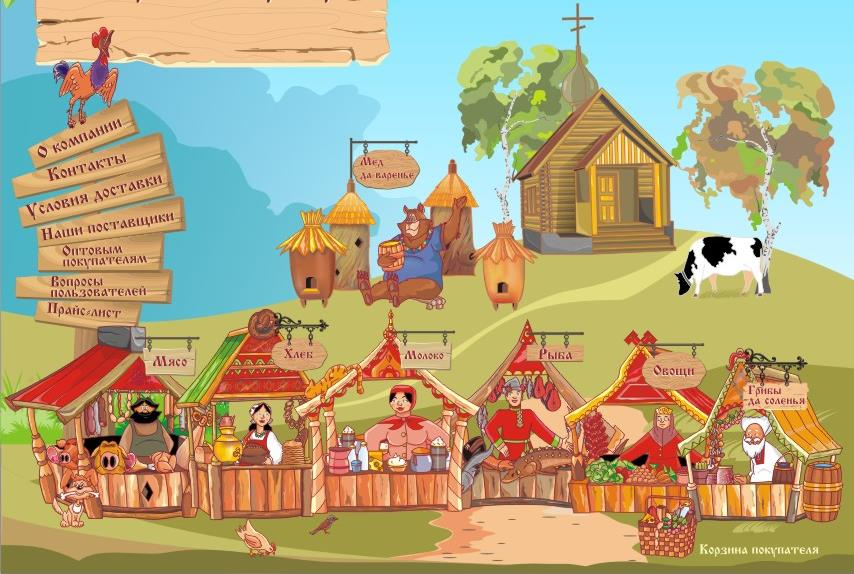 О компании
Контакты
Условия доставки
Наши поставщики
Оптовым
покупателям
Вопросы
пользователей
Прайс-лист
Мед
да варенье
Мясо
Хлеб
Молоко
Рыба
Овощи
Грибы
да соленья
Корзина покупателя